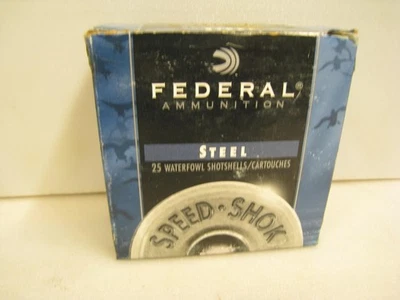 FEDERAL
AMMUNITION
STEEL
25 WATERFOWL SHOTSHELLS/CARTOUCHES
SPEED·SHOK